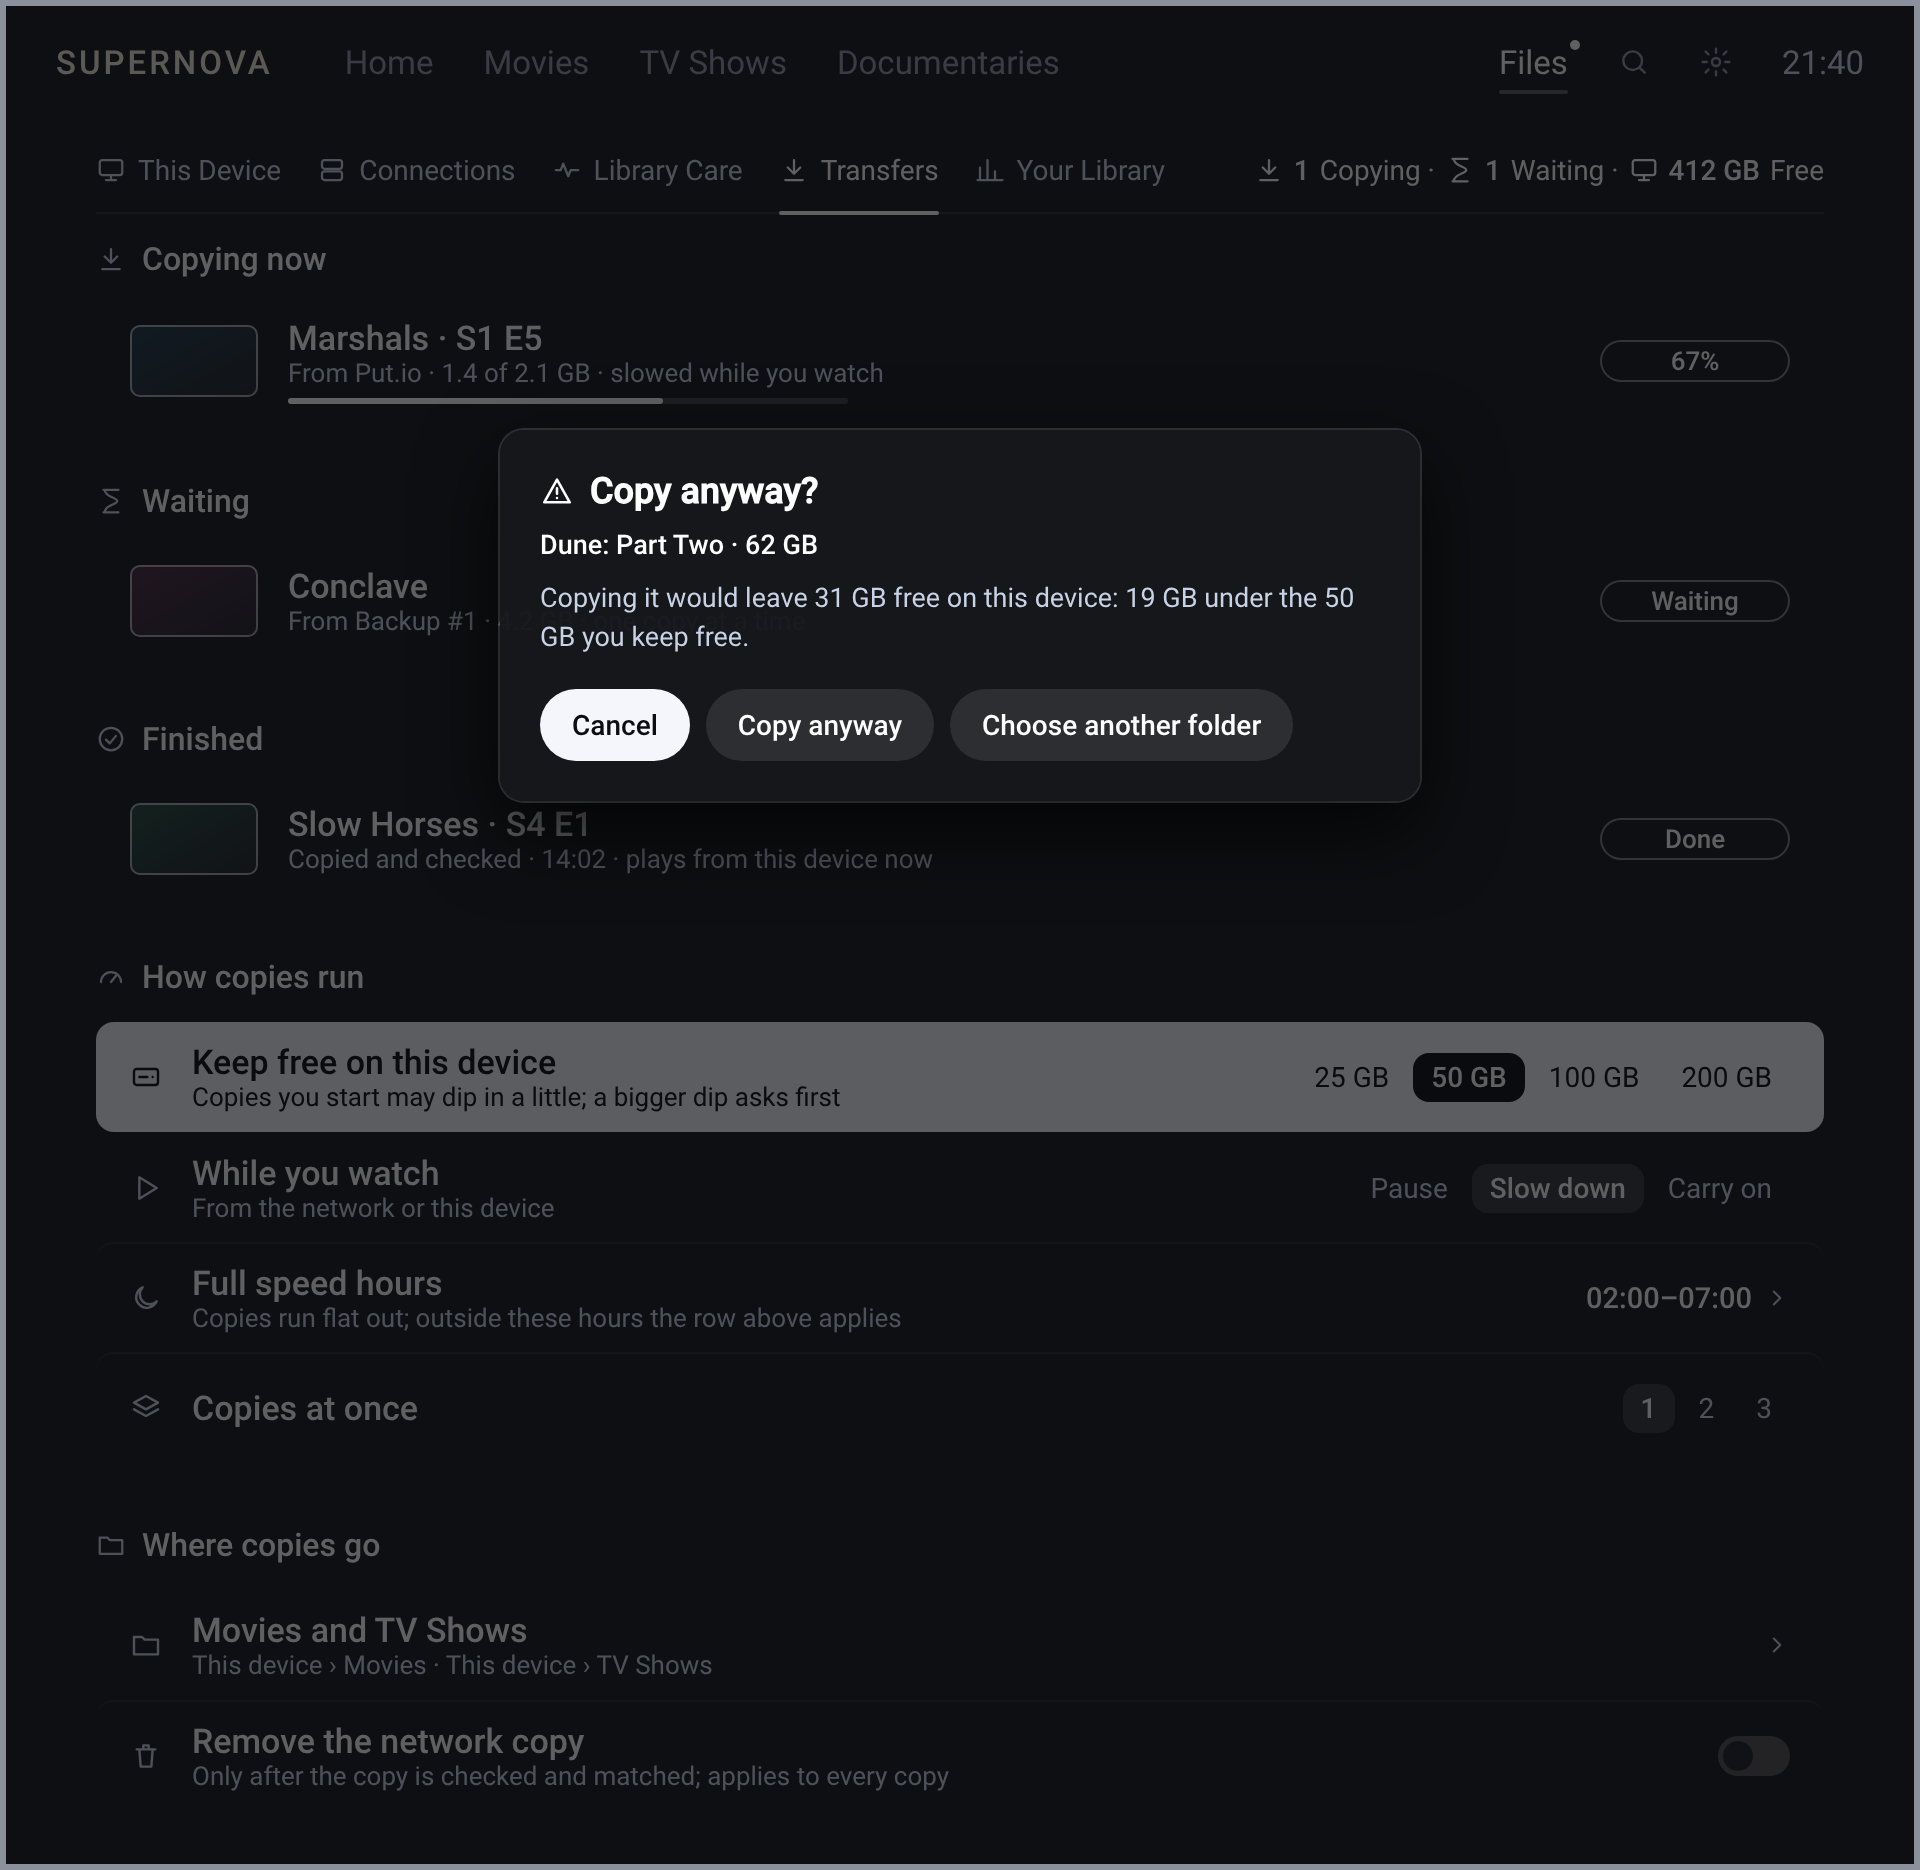 SUPERNOVA Home Movies TV Shows Documentaries Files 21:40
This Device Connections Library Care Transfers Your Library 1 Copying · 1 Waiting · 412 GB Free
Copying now
Marshals · S1 E5
From Put.io · 1.4 of 2.1 GB · slowed while you watch
67%
Copy anyway?
Dune: Part Two · 62 GB
Copying it would leave 31 GB free on this device: 19 GB under the 50
GB you keep free.
Cancel Copy anyway Choose another folder
Waiting
Conclave
From Backup #1 · 4.2 one copy at a time
Waiting
Finished
Slow Horses · S4 E1
Copied and checked · 14:02 · plays from this device now
Done
How copies run
Keep free on this device
Copies you start may dip in a little; a bigger dip asks first
25 GB 50 GB 100 GB 200 GB
While you watch
From the network or this device
Pause Slow down Carry on
Full speed hours
Copies run flat out; outside these hours the row above applies
02:00–07:00
Copies at once
1 2 3
Where copies go
Movies and TV Shows
This device › Movies · This device › TV Shows
Remove the network copy
Only after the copy is checked and matched; applies to every copy